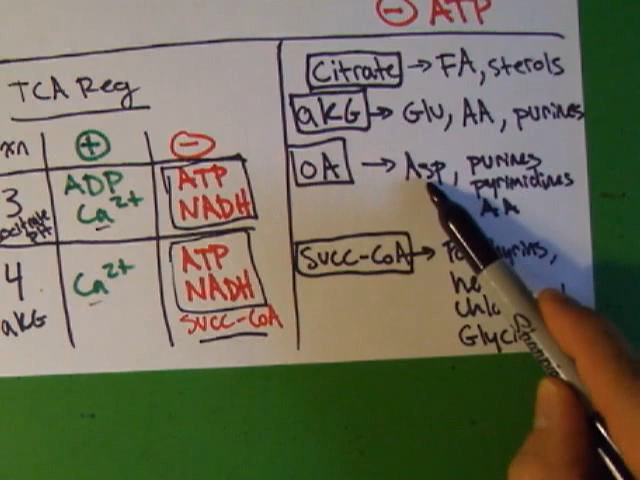 ⊖ ATP
TCA Reg
rxn ⊕ ⊖
3 ADP ATP
Ca2+ NADH
4 Ca2+ ATP
αKG NADH
SUCC-COA
Citrate → FA, sterols
αKG → Glu, AA, purines
OA → Asp, purines
pyrimidines
AA
SUCC-COA →
Sharpie